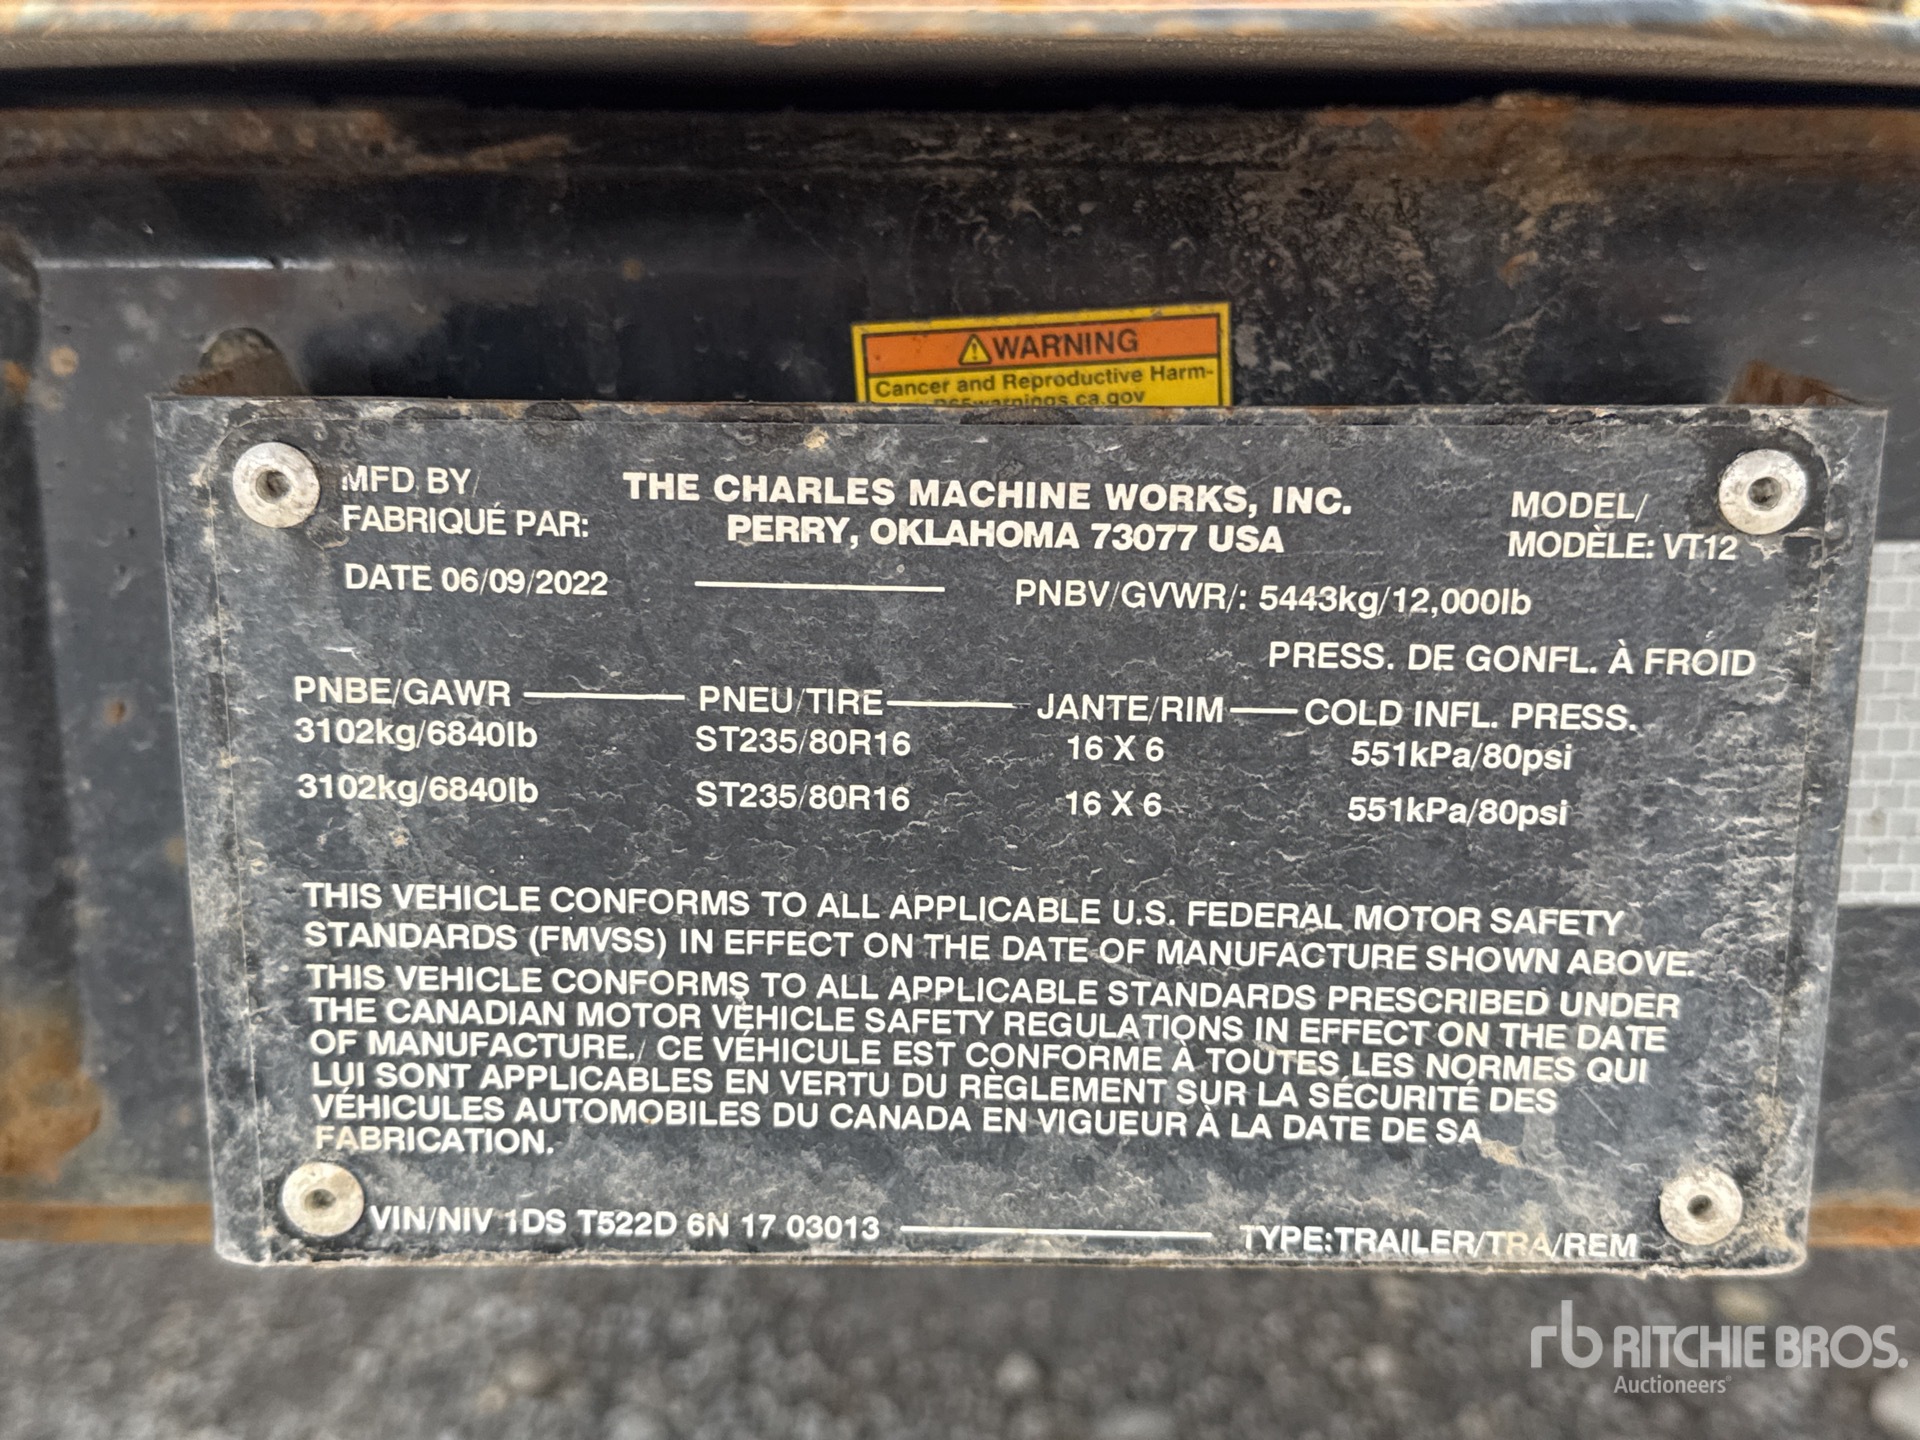 WARNING
Cancer and Reproductive Harm-
P65warnings.ca.gov
MFD BY/
FABRIQUÉ PAR:
THE CHARLES MACHINE WORKS, INC.
PERRY, OKLAHOMA 73077 USA
MODEL/
MODÈLE: VT12
DATE 06/09/2022
PNBV/GVWR/: 5443kg/12,000lb
PRESS. DE GONFL. À FROID
PNBE/GAWR PNEU/TIRE JANTE/RIM COLD INFL. PRESS.
3102kg/6840lb ST235/80R16 16 X 6 551kPa/80psi
3102kg/6840lb ST235/80R16 16 X 6 551kPa/80psi
THIS VEHICLE CONFORMS TO ALL APPLICABLE U.S. FEDERAL MOTOR SAFETY
STANDARDS (FMVSS) IN EFFECT ON THE DATE OF MANUFACTURE SHOWN ABOVE.
THIS VEHICLE CONFORMS TO ALL APPLICABLE STANDARDS PRESCRIBED UNDER
THE CANADIAN MOTOR VEHICLE SAFETY REGULATIONS IN EFFECT ON THE DATE
OF MANUFACTURE./ CE VÉHICULE EST CONFORME À TOUTES LES NORMES QUI
LUI SONT APPLICABLES EN VERTU DU RÈGLEMENT SUR LA SÉCURITÉ DES
VÉHICULES AUTOMOBILES DU CANADA EN VIGUEUR À LA DATE DE SA
FABRICATION.
VIN/NIV 1DS T522D 6N 17 03013
TYPE:TRAILER/TRA/REM
rb RITCHIE BROS.
Auctioneers